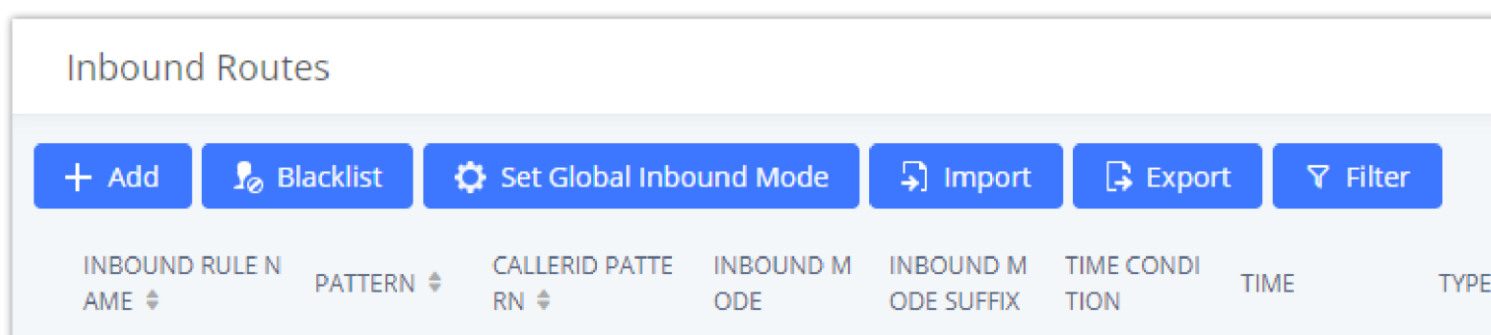 Inbound Routes
Add Blacklist Set Global Inbound Mode Import Export Filter
INBOUND RULE N CALLERID PATTE INBOUND M INBOUND M TIME CONDI
PATTERN TIME TYPE
AME RN ODE ODE SUFFIX TION